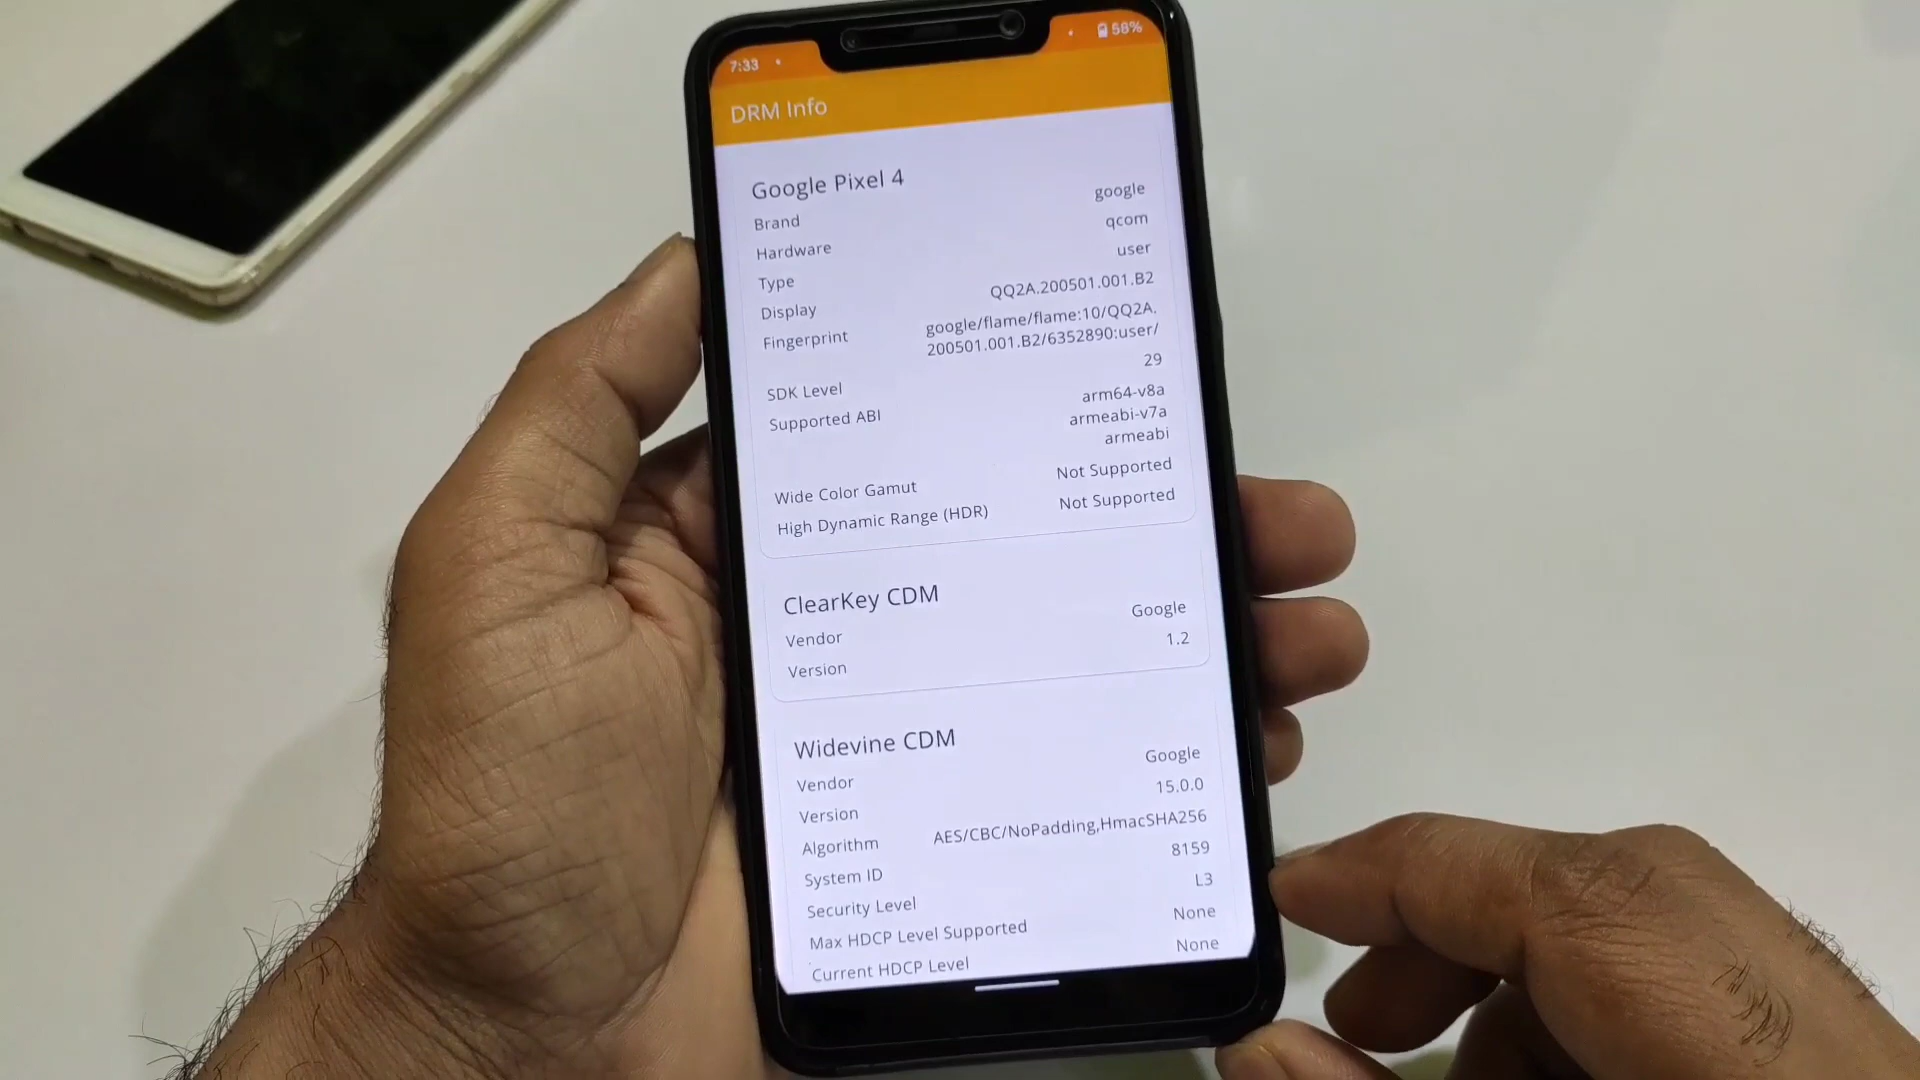 7:33
58%
DRM Info
Google Pixel 4
Brand google
Hardware qcom
Type user
Display QQ2A.200501.001.B2
Fingerprint google/flame/flame:10/QQ2A.
200501.001.B2/6352890:user/
SDK Level 29
Supported ABI arm64-v8a
armeabi-v7a
armeabi
Wide Color Gamut Not Supported
High Dynamic Range (HDR) Not Supported
ClearKey CDM
Vendor Google
Version 1.2
Widevine CDM
Vendor Google
Version 15.0.0
Algorithm AES/CBC/NoPadding,HmacSHA256
System ID 8159
Security Level L3
Max HDCP Level Supported None
Current HDCP Level None